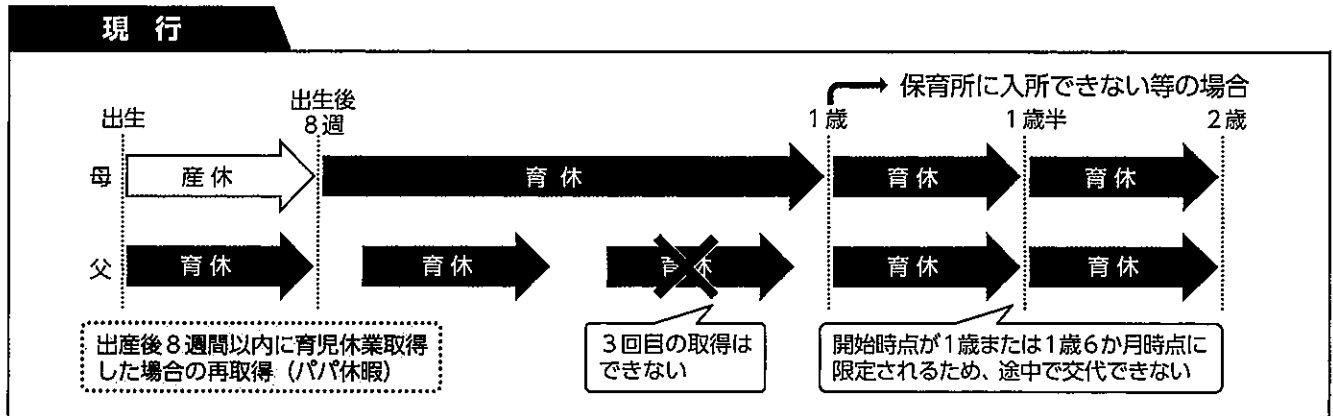 現行
保育所に入所できない等の場合
出生
出生後
8週
1歳
1歳半
2歳
母
産休
育休
育休
育休
父
育休
育休
育休
育休
育休
出産後8週間以内に育児休業取得
した場合の再取得（パパ休暇）
3回目の取得は
できない
開始時点が1歳または1歳6か月時点に
限定されるため、途中で交代できない